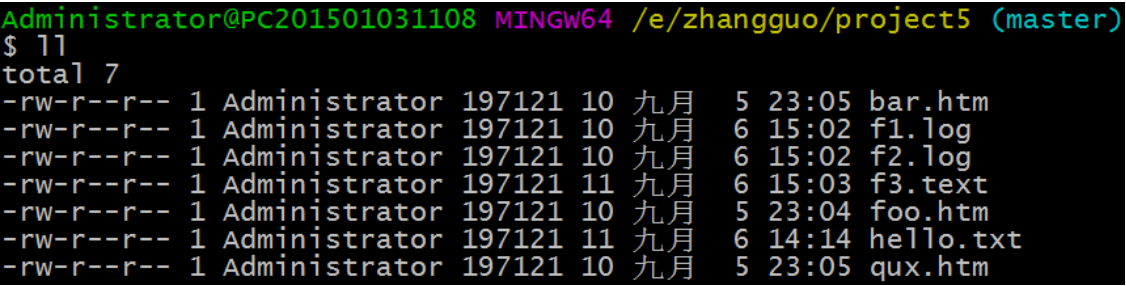 Administrator@PC201501031108 MINGW64 /e/zhangguo/project5 (master)
$ ll
total 7
-rw-r--r-- 1 Administrator 197121 10 九月  5 23:05 bar.htm
-rw-r--r-- 1 Administrator 197121 10 九月  6 15:02 f1.log
-rw-r--r-- 1 Administrator 197121 10 九月  6 15:02 f2.log
-rw-r--r-- 1 Administrator 197121 11 九月  6 15:03 f3.text
-rw-r--r-- 1 Administrator 197121 10 九月  5 23:04 foo.htm
-rw-r--r-- 1 Administrator 197121 11 九月  6 14:14 hello.txt
-rw-r--r-- 1 Administrator 197121 10 九月  5 23:05 qux.htm